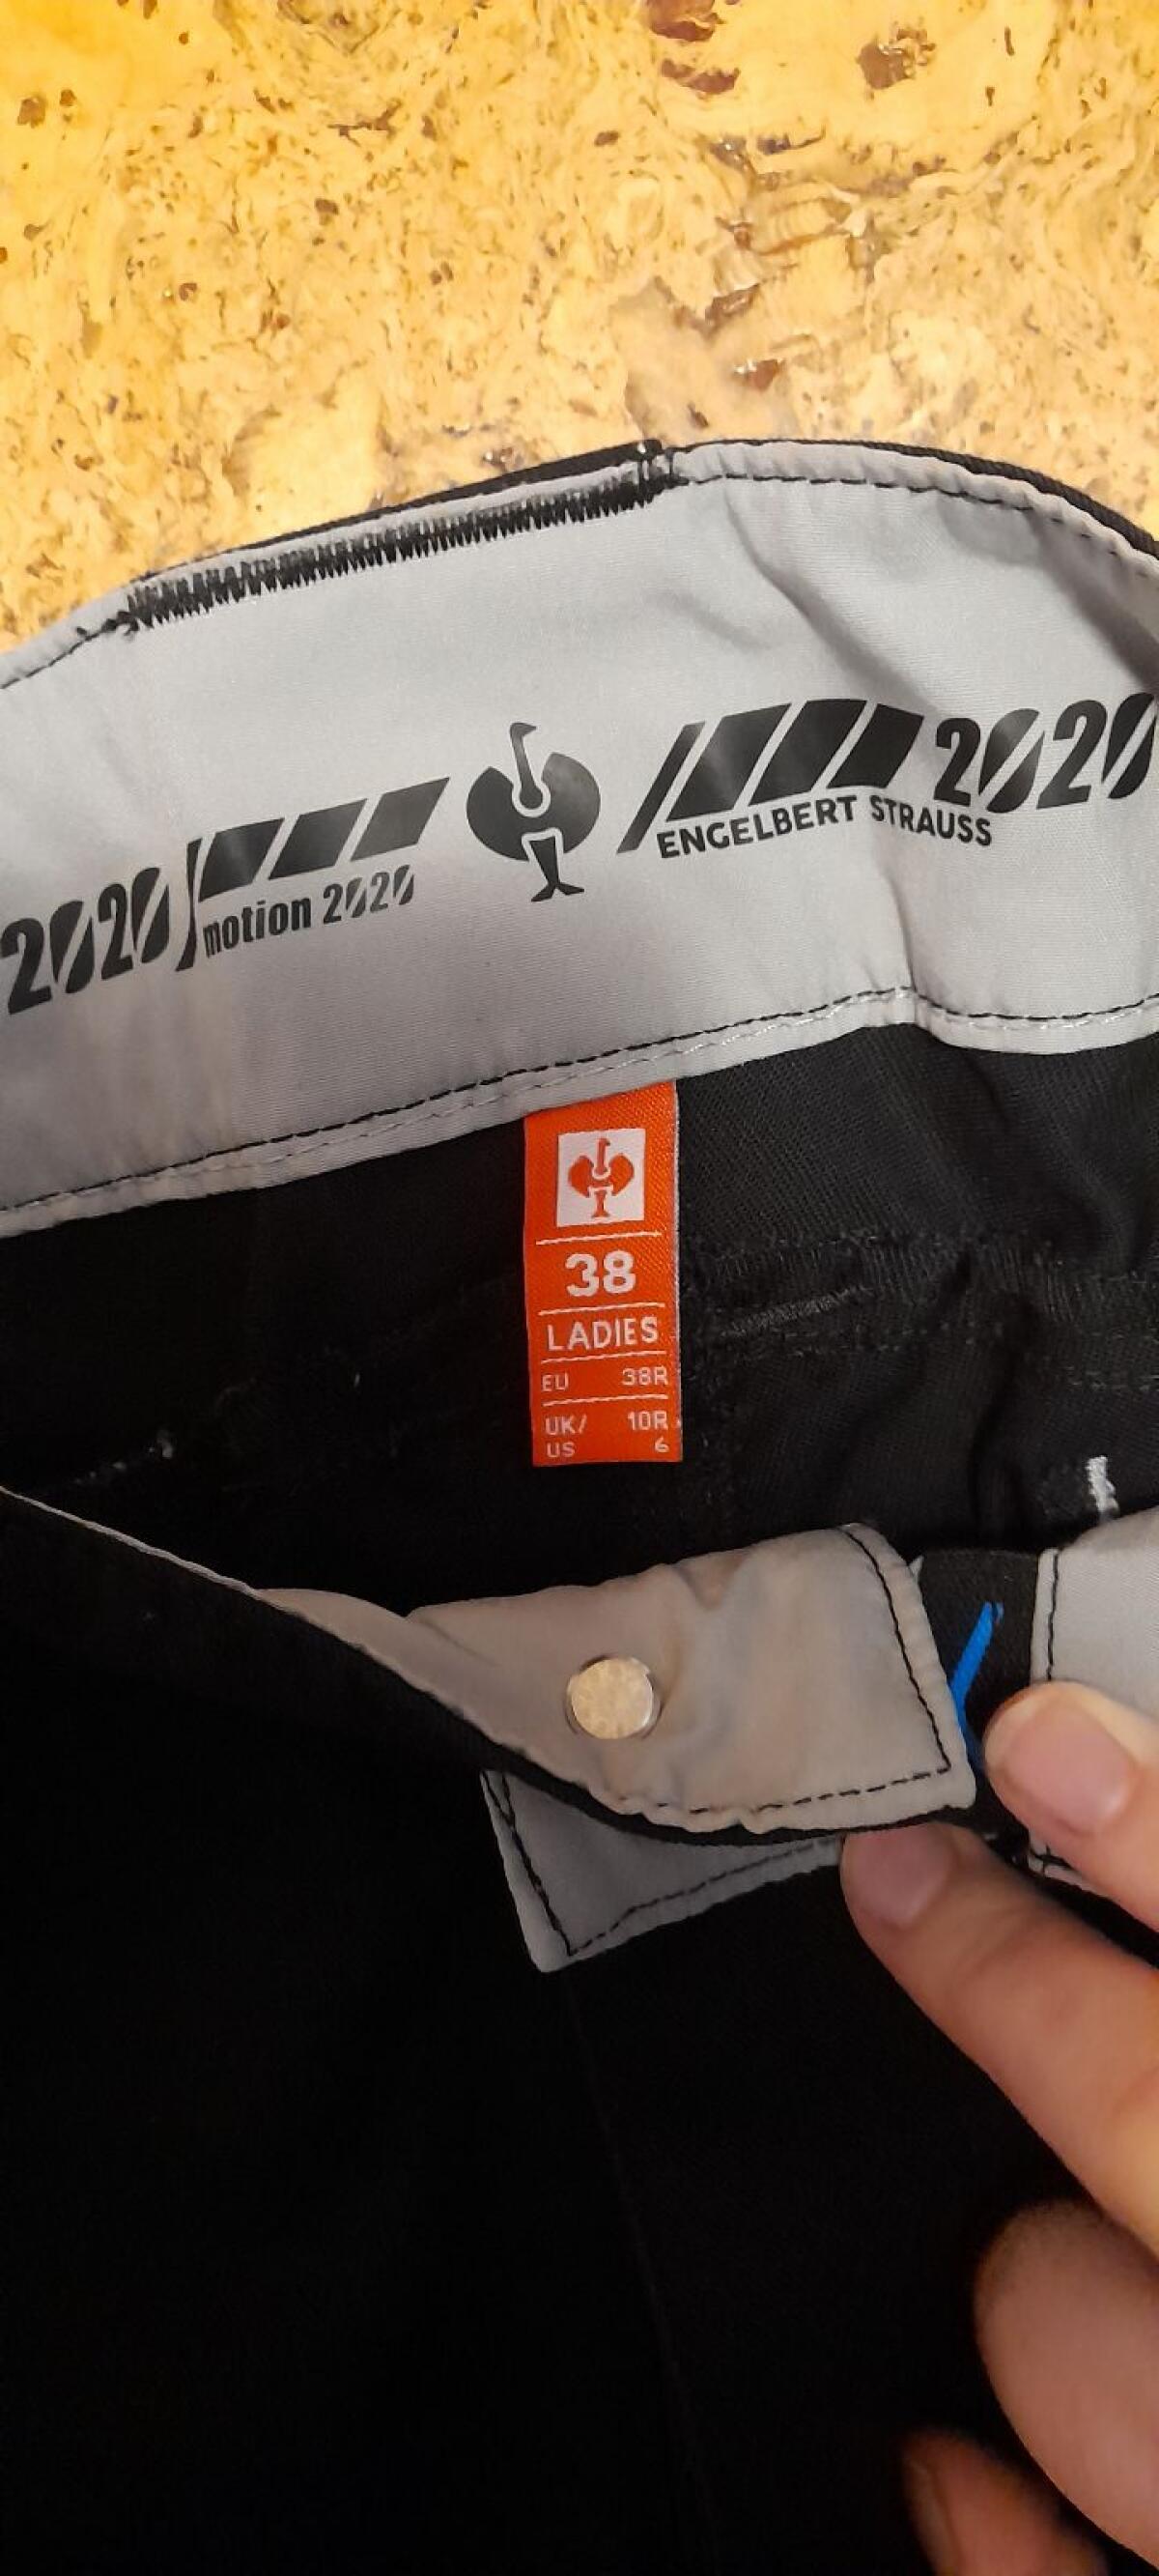 2020
motion 2020
2020
ENGELBERT STRAUSS
38
LADIES
EU 38R
UK/ 10R
US 6